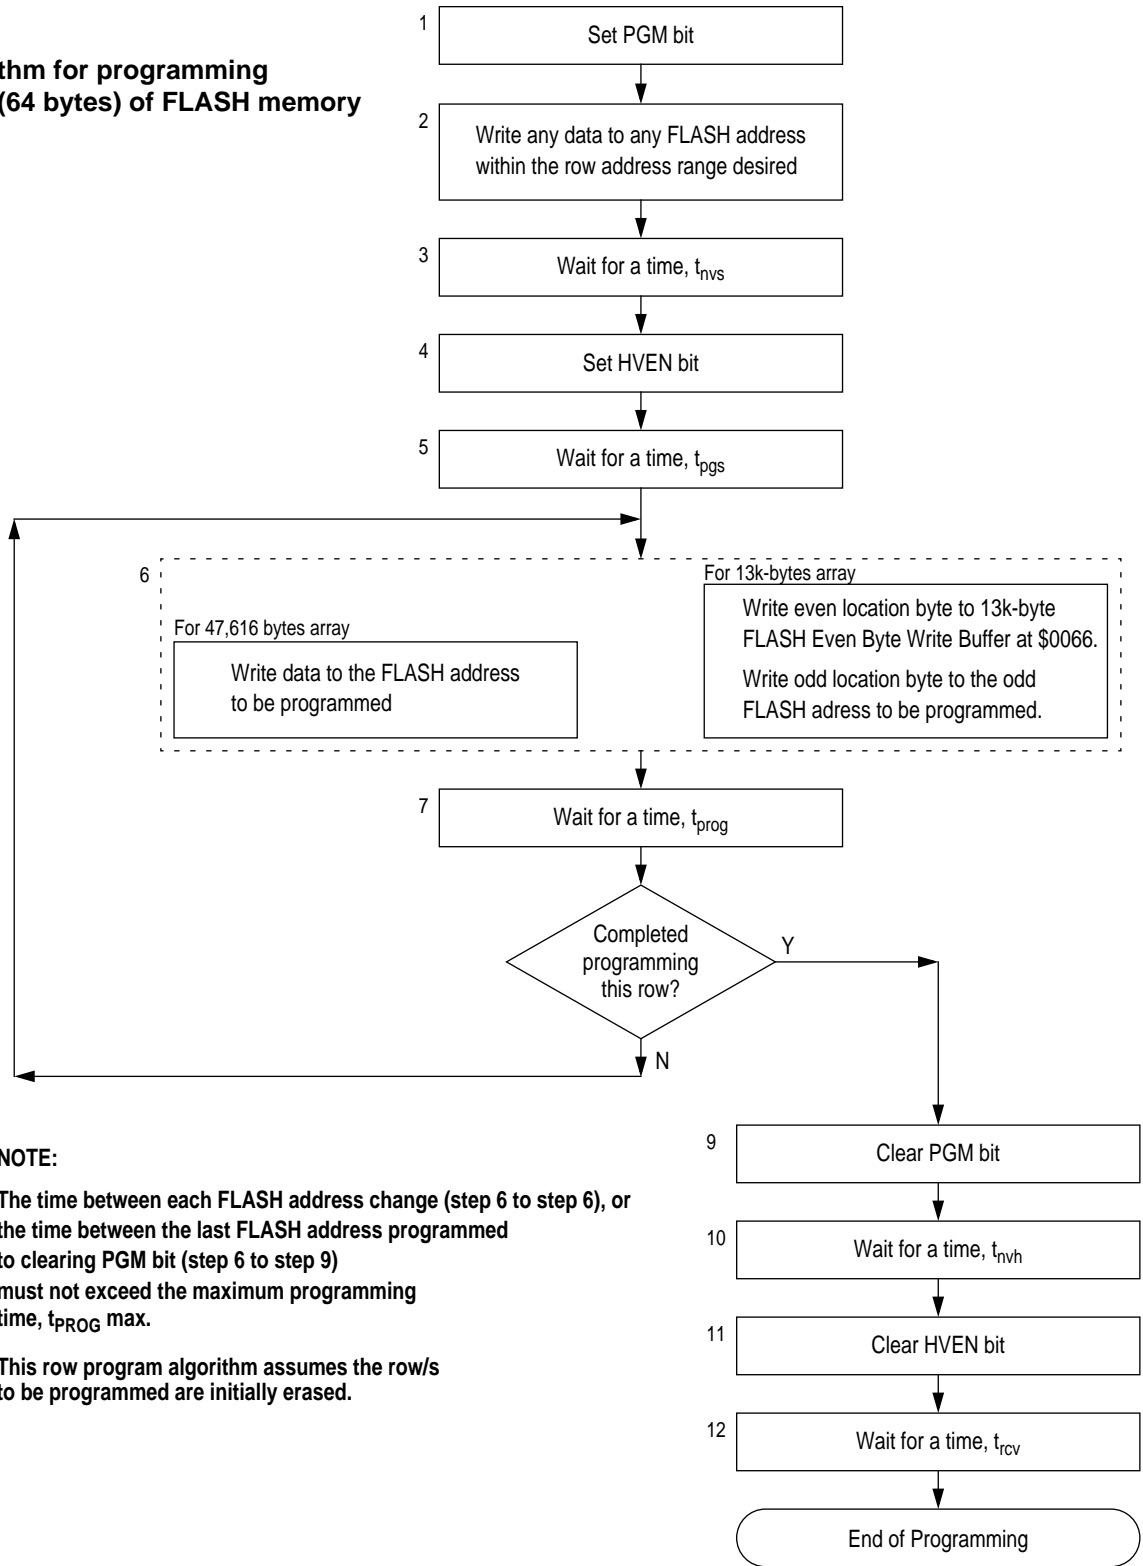 thm for programming
(64 bytes) of FLASH memory
1
Set PGM bit
2
Write any data to any FLASH address
within the row address range desired
3
Wait for a time, tnvs
4
Set HVEN bit
5
Wait for a time, tpgs
6
For 47,616 bytes array
Write data to the FLASH address
to be programmed
For 13k-bytes array
Write even location byte to 13k-byte
FLASH Even Byte Write Buffer at $0066.
Write odd location byte to the odd
FLASH adress to be programmed.
7
Wait for a time, tprog
Completed
programming
this row?
Y
N
NOTE:
The time between each FLASH address change (step 6 to step 6), or
the time between the last FLASH address programmed
to clearing PGM bit (step 6 to step 9)
must not exceed the maximum programming
time, tPROG max.
This row program algorithm assumes the row/s
to be programmed are initially erased.
9
Clear PGM bit
10
Wait for a time, tnvh
11
Clear HVEN bit
12
Wait for a time, trcv
End of Programming